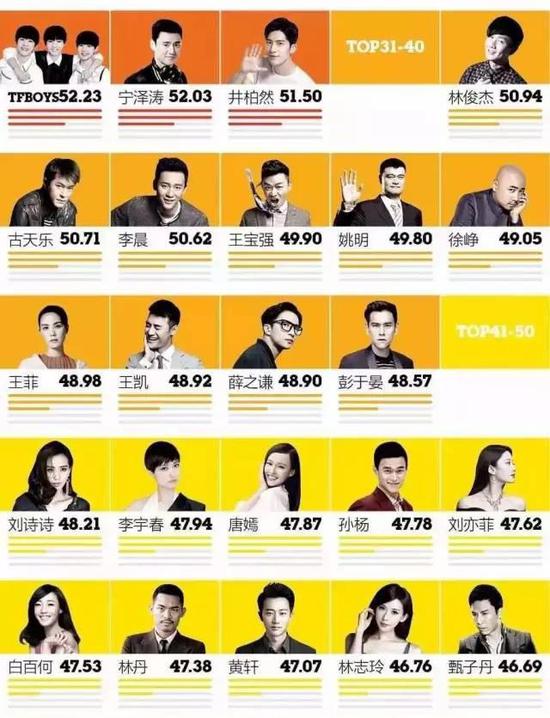 TFBOYS52.23 宁泽涛 52.03 井柏然 51.50 TOP31-40 林俊杰 50.94
古天乐 50.71 李晨 50.62 王宝强 49.90 姚明 49.80 徐峥 49.05
王菲 48.98 王凯 48.92 薛之谦 48.90 彭于晏 48.57 TOP41-50
刘诗诗 48.21 李宇春 47.94 唐嫣 47.87 孙杨 47.78 刘亦菲 47.62
白百何 47.53 林丹 47.38 黄轩 47.07 林志玲 46.76 甄子丹 46.69